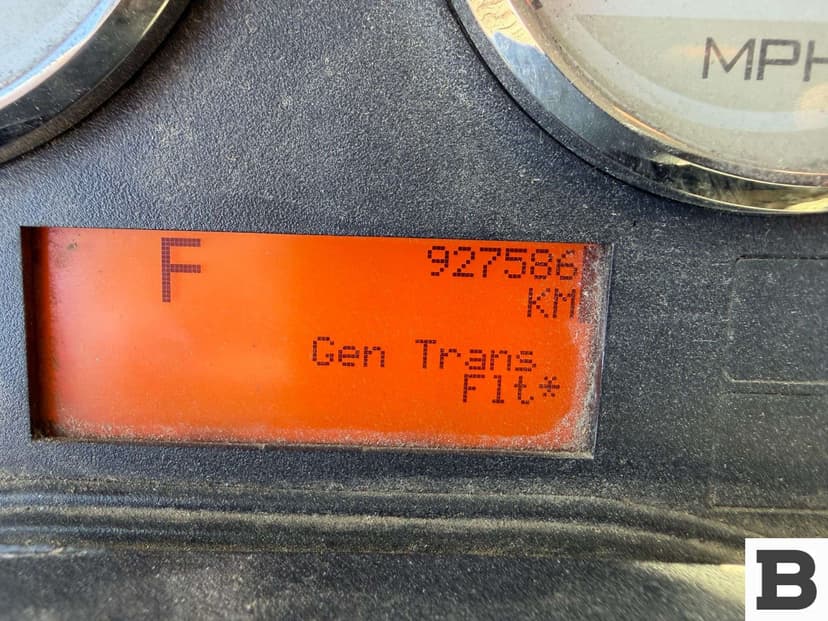 MPH
F
927586
KM
Gen Trans
Flt*
B